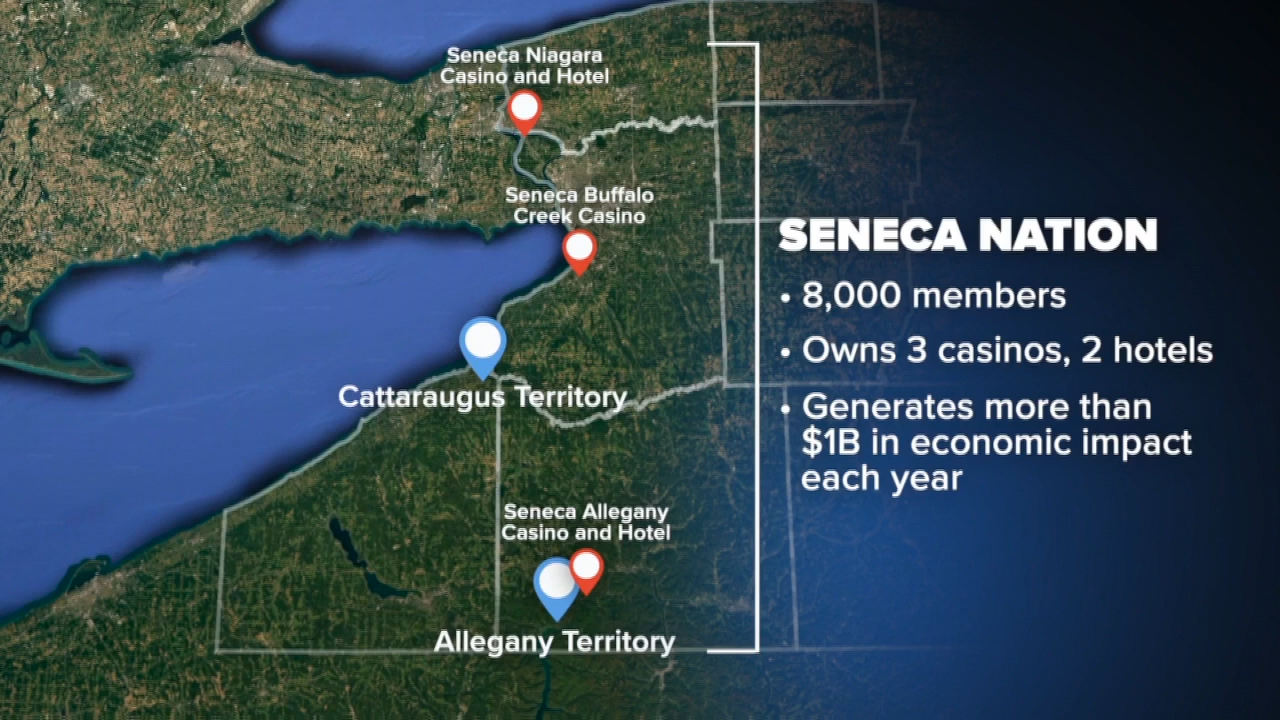 Seneca Niagara
Casino and Hotel
Seneca Buffalo
Creek Casino
Cattaraugus Territory
Seneca Allegany
Casino and Hotel
Allegany Territory
SENECA NATION
• 8,000 members
• Owns 3 casinos, 2 hotels
• Generates more than
$1B in economic impact
each year